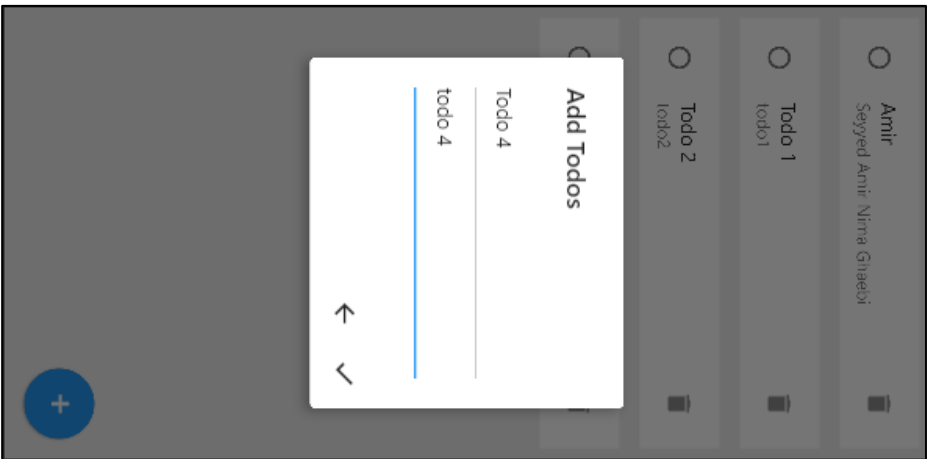 Amir
Seyyed Amir Nima Ghaebi
Todo 1
todo1
Todo 2
todo2
Add Todos
Todo 4
todo 4